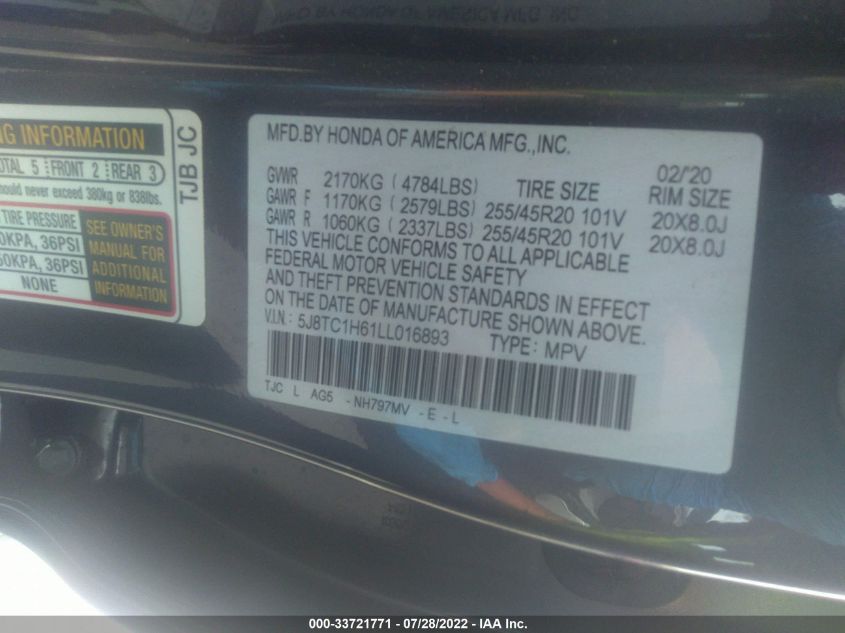 NG INFORMATION
OTAL 5 FRONT 2 REAR 3
hould never exceed 380kg or 838lbs.
TIRE PRESSURE
0KPA, 36PSI
50KPA, 36PSI
NONE
SEE OWNER'S
MANUAL FOR
ADDITIONAL
INFORMATION
TJB JC
MFD.BY HONDA OF AMERICA MFG.,INC.
02/'20
GVWR 2170KG (4784LBS) TIRE SIZE RIM SIZE
GAWR F 1170KG (2579LBS) 255/45R20 101V 20X8.0J
GAWR R 1060KG (2337LBS) 255/45R20 101V 20X8.0J
THIS VEHICLE CONFORMS TO ALL APPLICABLE
FEDERAL MOTOR VEHICLE SAFETY
AND THEFT PREVENTION STANDARDS IN EFFECT
ON THE DATE OF MANUFACTURE SHOWN ABOVE.
V.I.N.: 5J8TC1H61LL016893 TYPE: MPV
TJC L AG5 -NH797MV -E-L
000-33721771 - 07/28/2022 - IAA Inc.